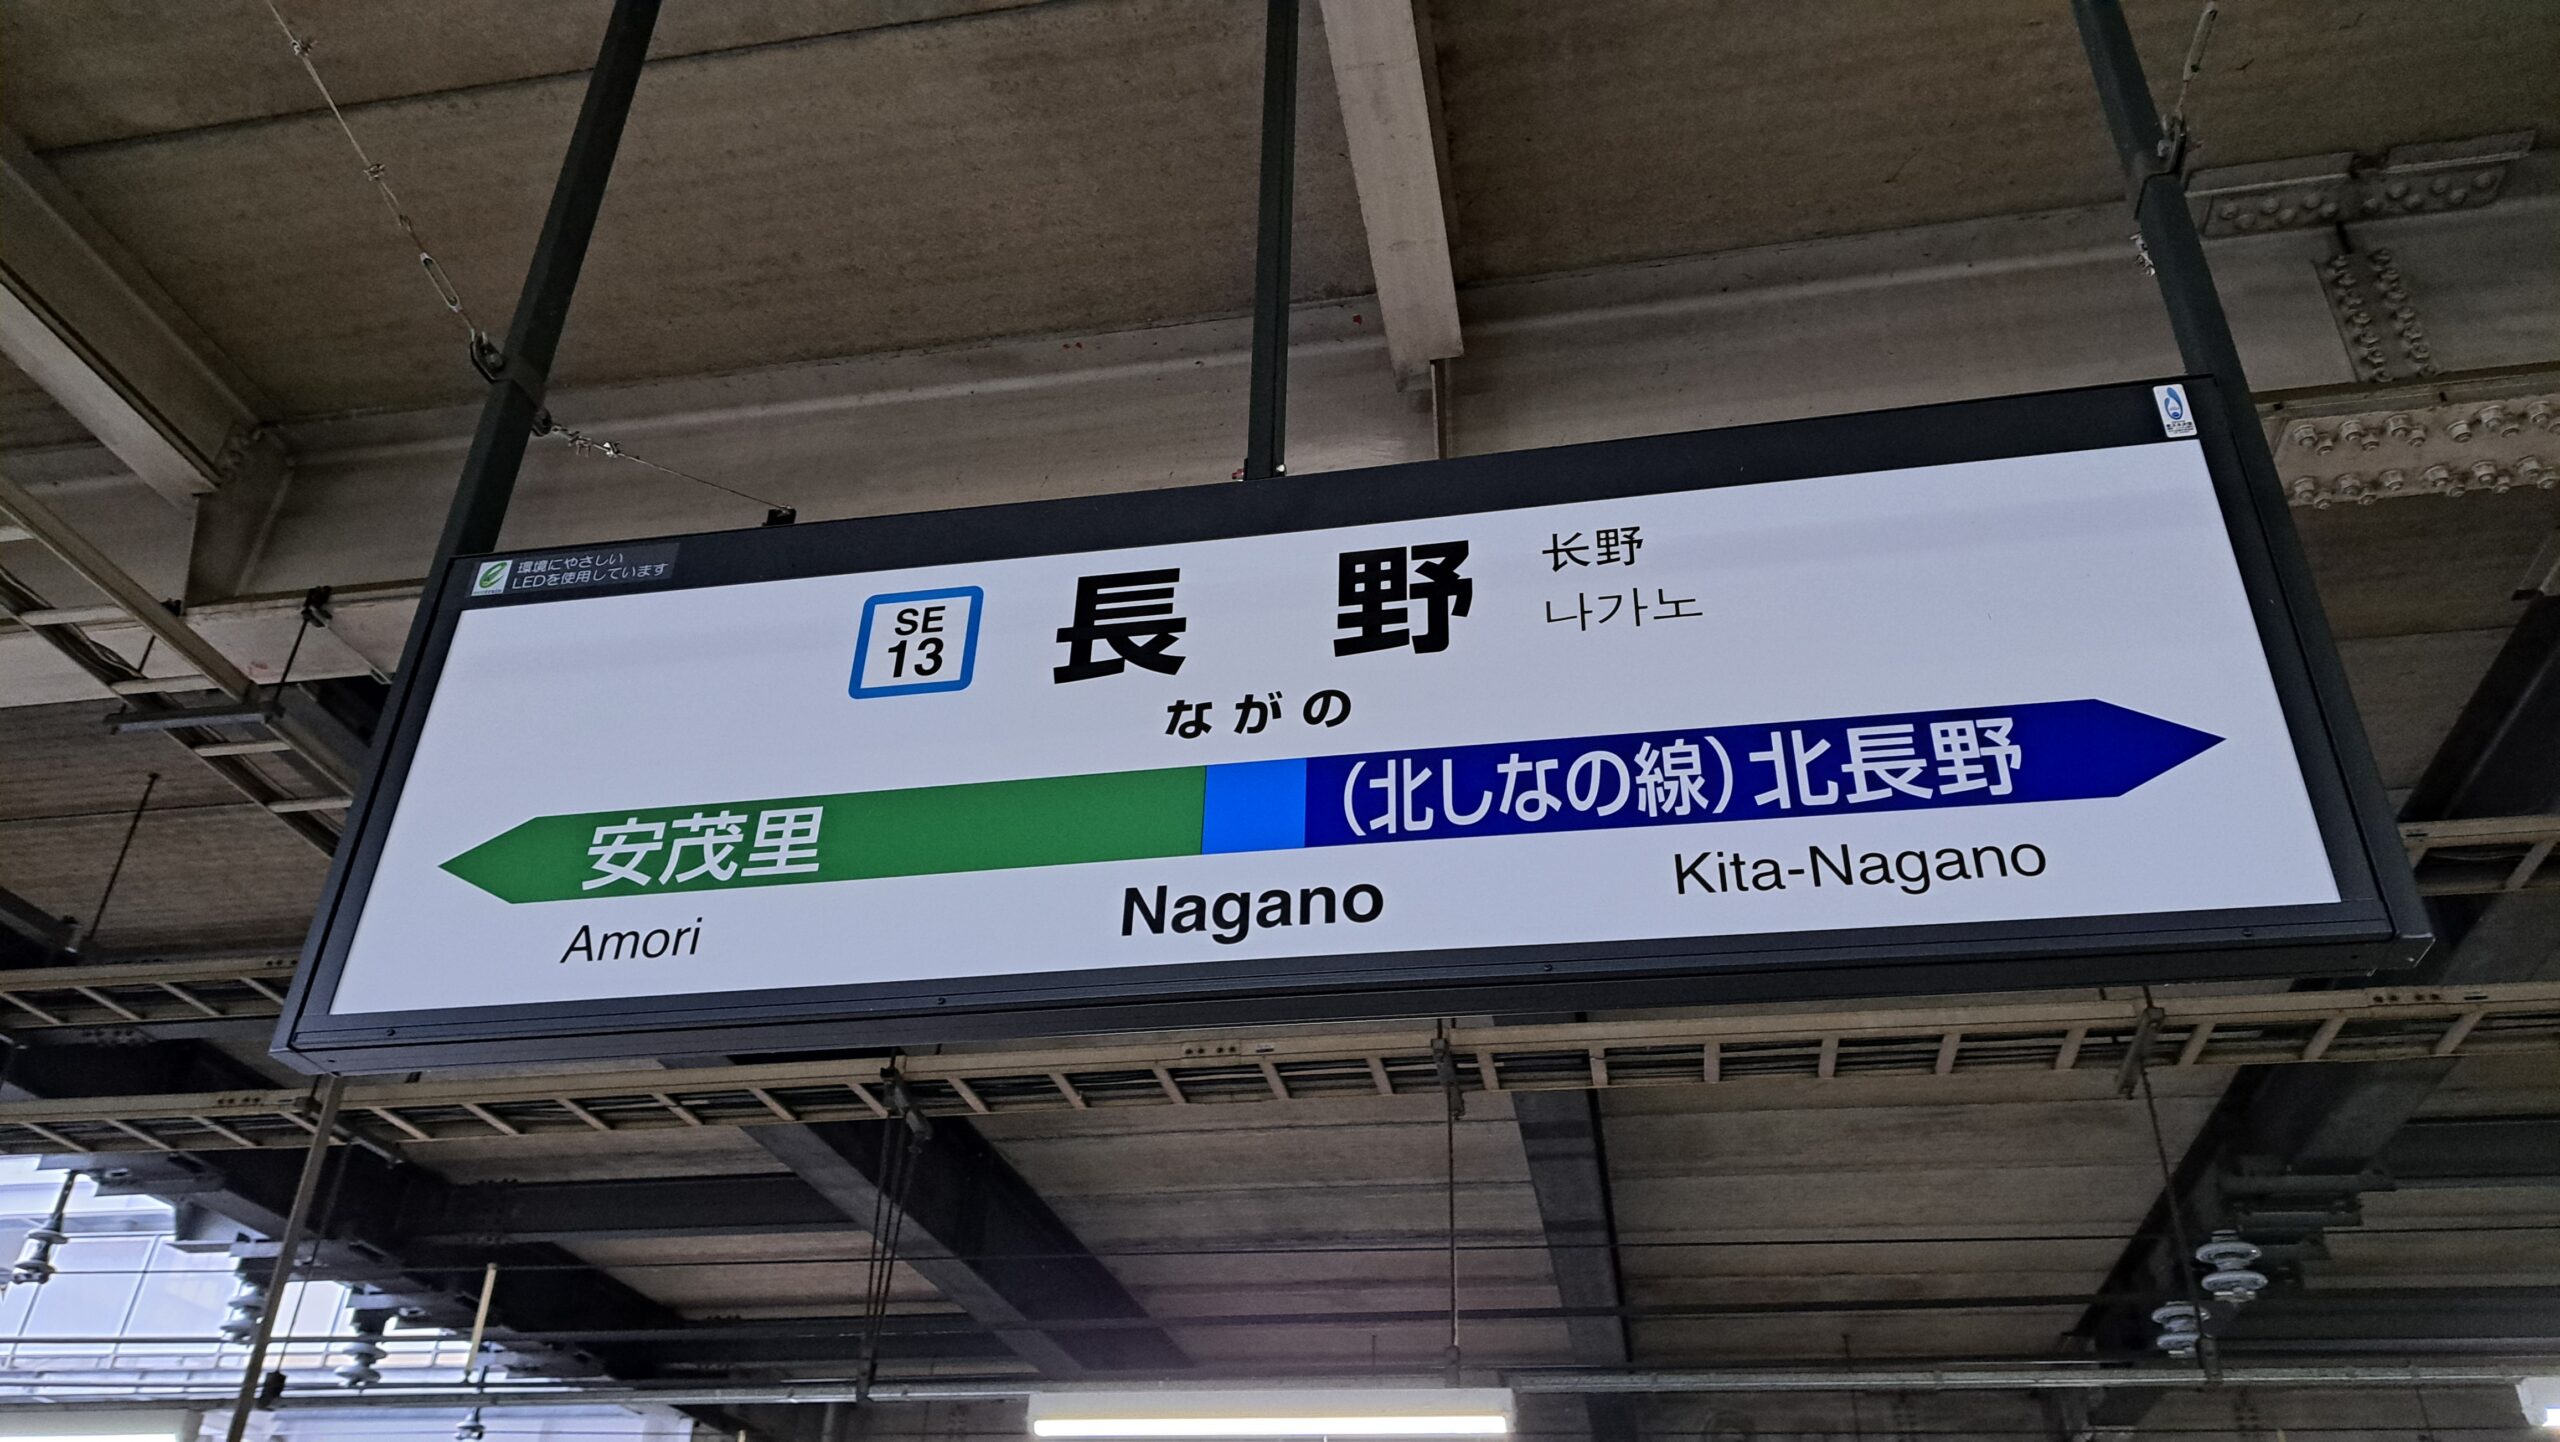 環境にやさしい
LEDを使用しています
SE
13
長野
长野
나가노
ながの
安茂里
(北しなの線)北長野
Amori
Nagano
Kita-Nagano